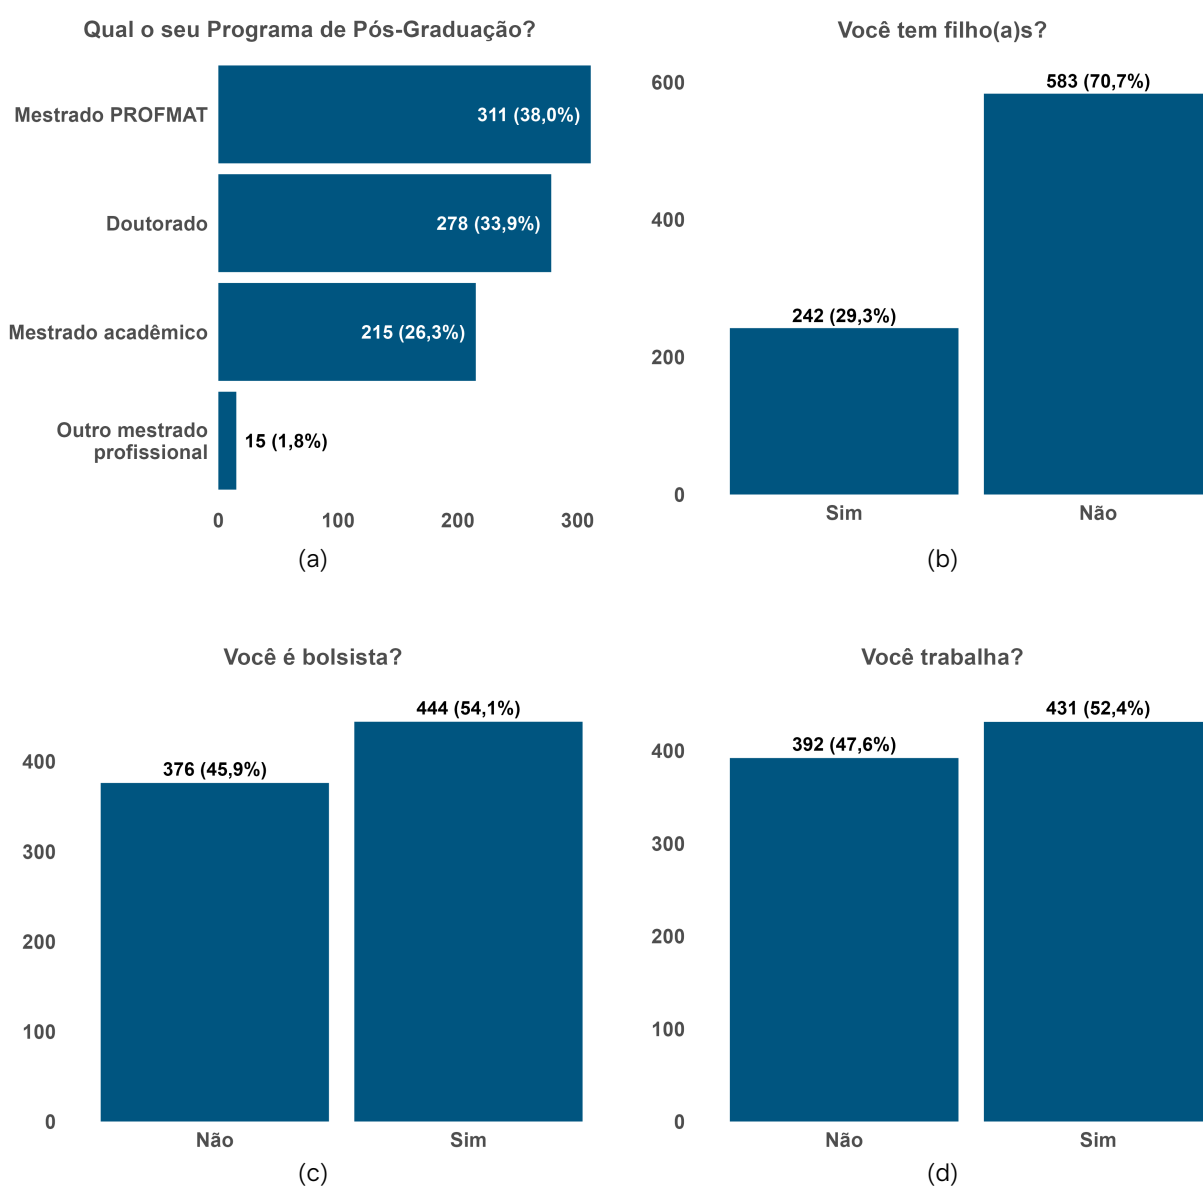 Qual o seu Programa de Pós-Graduação?
Mestrado PROFMAT
311 (38,0%)
Doutorado
278 (33,9%)
Mestrado acadêmico
215 (26,3%)
Outro mestrado
profissional
15 (1,8%)
0 100 200 300
(a)
Você tem filho(a)s?
600
400
200
0
242 (29,3%)
583 (70,7%)
Sim Não
(b)
Você é bolsista?
400
300
200
100
0
376 (45,9%)
444 (54,1%)
Não Sim
(c)
Você trabalha?
400
300
200
100
0
392 (47,6%)
431 (52,4%)
Não Sim
(d)